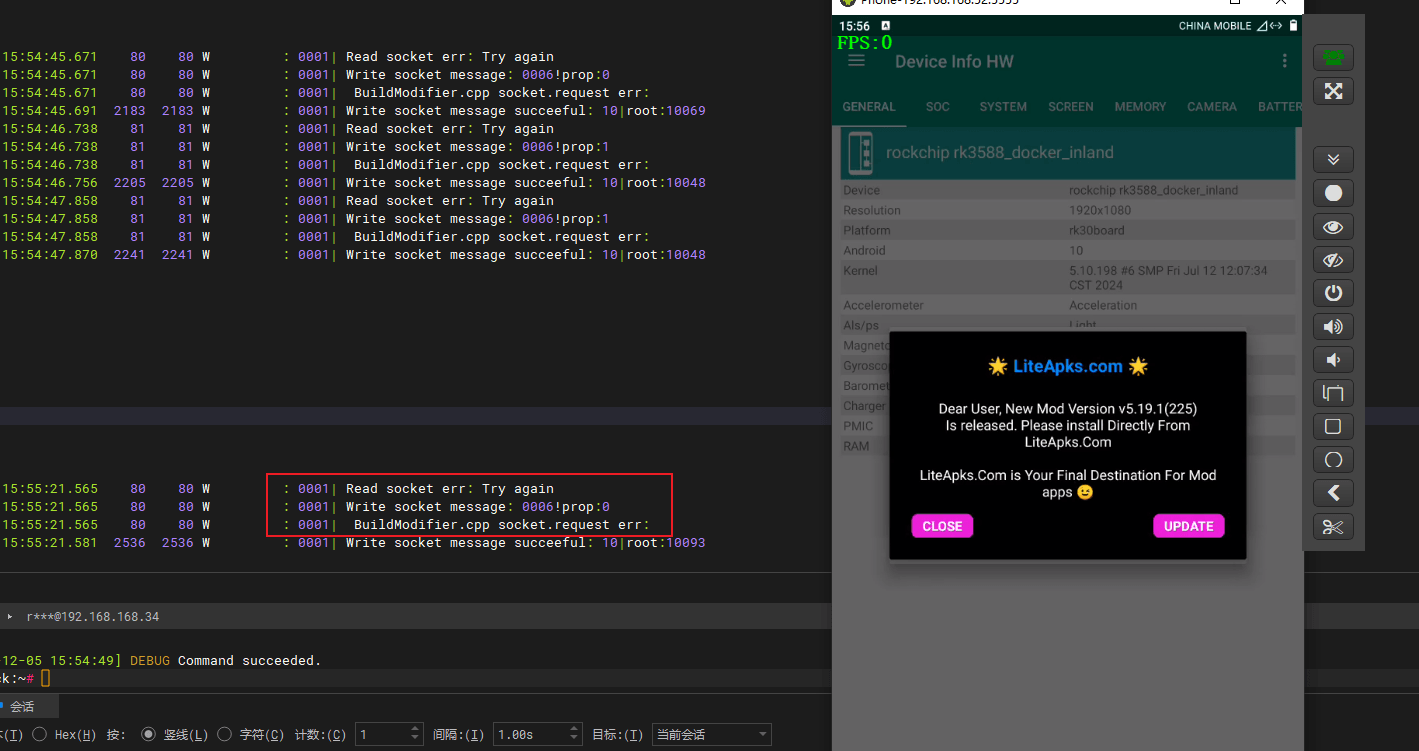 Phone-192.168.168.52:5555
15:54:45.671 80 80 W : 0001| Read socket err: Try again
15:54:45.671 80 80 W : 0001| Write socket message: 0006!prop:0
15:54:45.671 80 80 W : 0001| BuildModifier.cpp socket.request err:
15:54:45.691 2183 2183 W : 0001| Write socket message succeeful: 10|root:10069
15:54:46.738 81 81 W : 0001| Read socket err: Try again
15:54:46.738 81 81 W : 0001| Write socket message: 0006!prop:1
15:54:46.738 81 81 W : 0001| BuildModifier.cpp socket.request err:
15:54:46.756 2205 2205 W : 0001| Write socket message succeeful: 10|root:10048
15:54:47.858 81 81 W : 0001| Read socket err: Try again
15:54:47.858 81 81 W : 0001| Write socket message: 0006!prop:1
15:54:47.858 81 81 W : 0001| BuildModifier.cpp socket.request err:
15:54:47.870 2241 2241 W : 0001| Write socket message succeeful: 10|root:10048
15:55:21.565 80 80 W : 0001| Read socket err: Try again
15:55:21.565 80 80 W : 0001| Write socket message: 0006!prop:0
15:55:21.565 80 80 W : 0001| BuildModifier.cpp socket.request err:
15:55:21.581 2536 2536 W : 0001| Write socket message succeeful: 10|root:10093
r***@192.168.168.34
-12-05 15:54:49] DEBUG Command succeeded.
ck:~#
会话
(T) Hex(H) 按: 竖线(L) 字符(C) 计数:(C) 1 间隔:(I) 1.00s 目标:(T) 当前会话
15:56 A CHINA MOBILE
FPS:0
Device Info HW
GENERAL SOC SYSTEM SCREEN MEMORY CAMERA BATTER
rockchip rk3588_docker_inland
Device rockchip rk3588_docker_inland
Resolution 1920x1080
Platform rk30board
Android 10
Kernel 5.10.198 #6 SMP Fri Jul 12 12:07:34
CST 2024
Accelerometer Acceleration
Als/ps Light
Magneto
Gyrosco
Baromet
Charger
PMIC
RAM
🌟 LiteApks.com 🌟
Dear User, New Mod Version v5.19.1(225)
Is released. Please install Directly From
LiteApks.Com
LiteApks.Com is Your Final Destination For Mod
apps 😉
CLOSE UPDATE